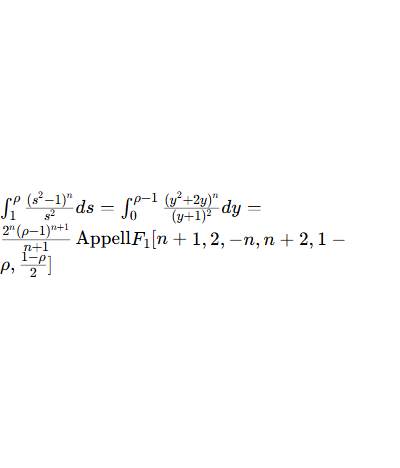 ∫₁^ρ (s²−1)ⁿ/s² ds = ∫₀^{ρ−1} (y²+2y)ⁿ/(y+1)² dy =
2ⁿ(ρ−1)ⁿ⁺¹/(n+1) AppellF₁[n + 1, 2, −n, n + 2, 1 −
ρ, (1−ρ)/2]